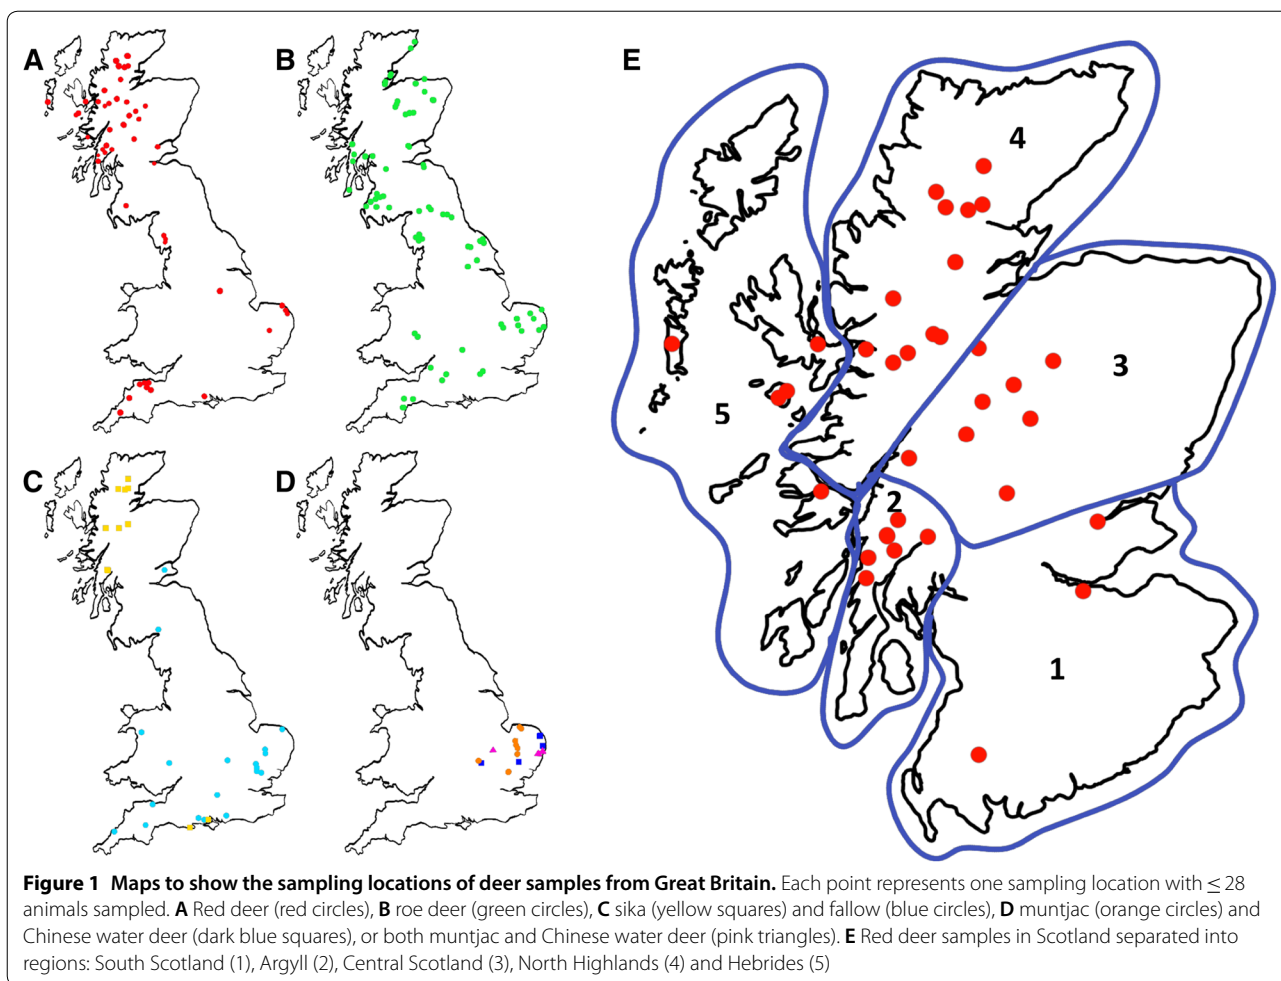 A
B
E
4
3
5
2
1
C
D
Figure 1 Maps to show the sampling locations of deer samples from Great Britain. Each point represents one sampling location with ≤ 28
animals sampled. A Red deer (red circles), B roe deer (green circles), C sika (yellow squares) and fallow (blue circles), D muntjac (orange circles) and
Chinese water deer (dark blue squares), or both muntjac and Chinese water deer (pink triangles). E Red deer samples in Scotland separated into
regions: South Scotland (1), Argyll (2), Central Scotland (3), North Highlands (4) and Hebrides (5)